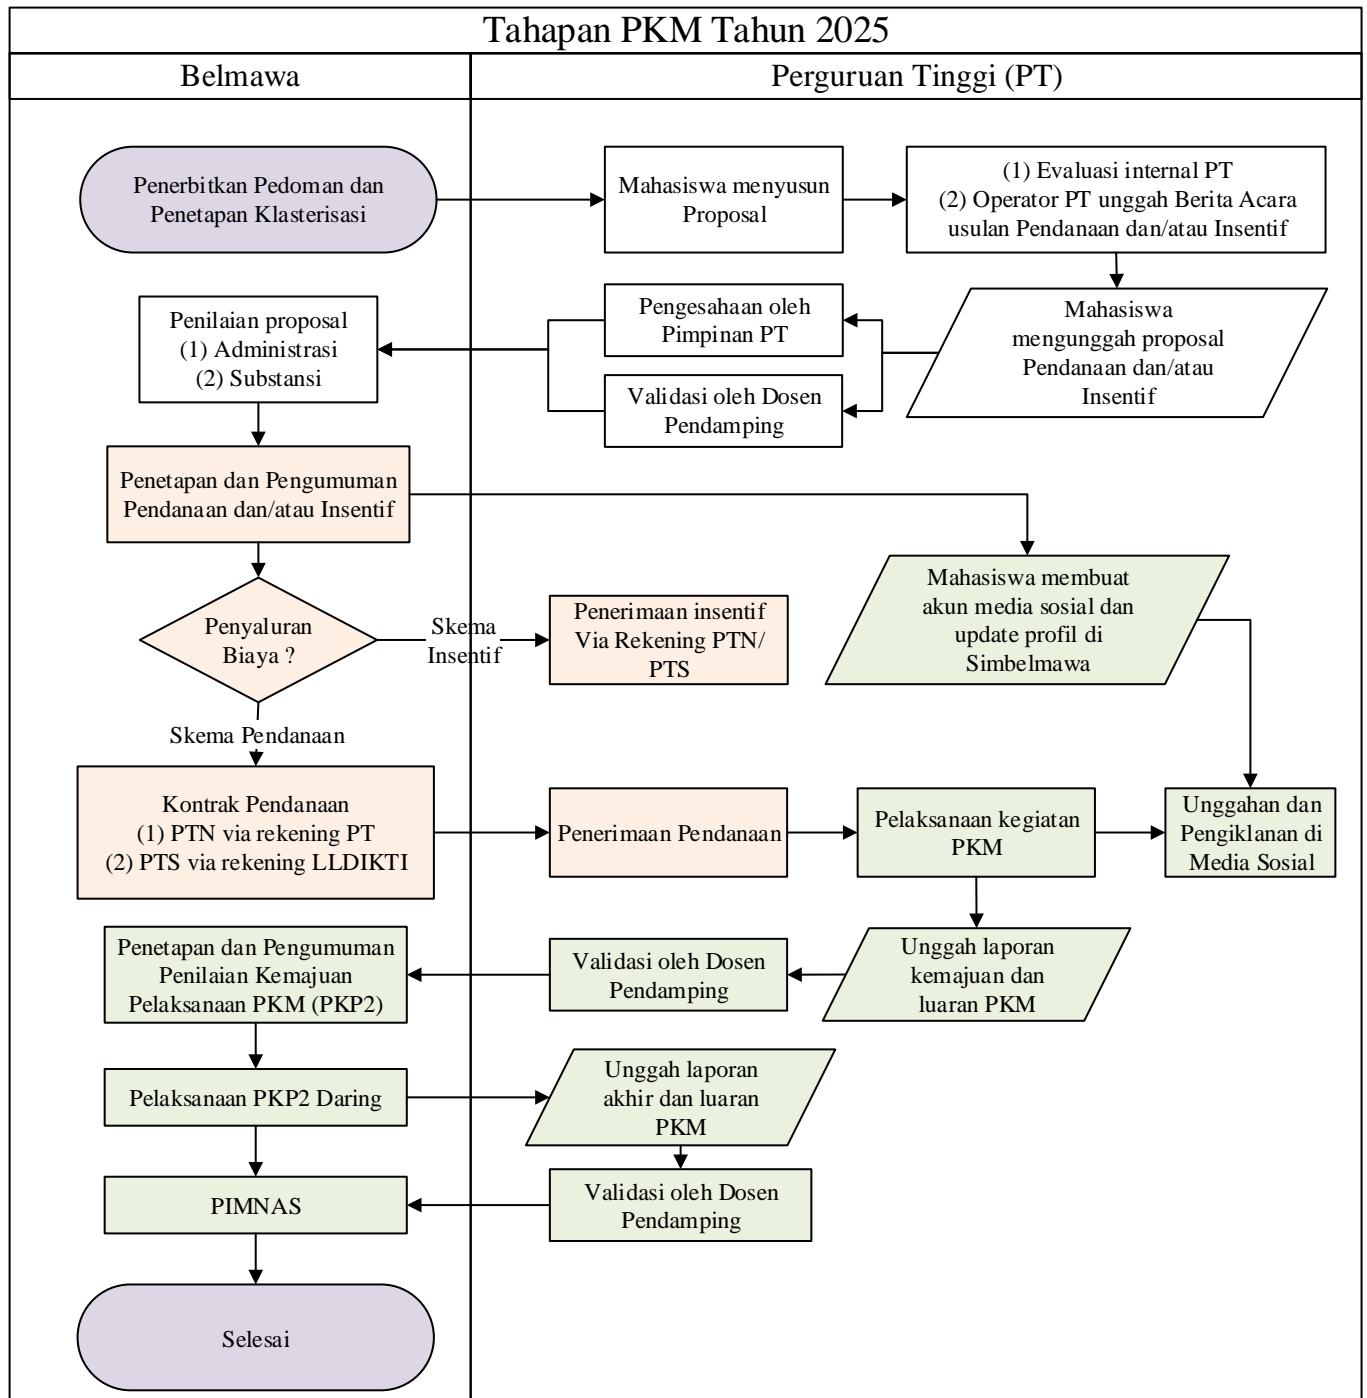 Tahapan PKM Tahun 2025
Belmawa
Perguruan Tinggi (PT)
Penerbitkan Pedoman dan
Penetapan Klasterisasi
Mahasiswa menyusun
Proposal
(1) Evaluasi internal PT
(2) Operator PT unggah Berita Acara
usulan Pendanaan dan/atau Insentif
Mahasiswa
mengunggah proposal
Pendanaan dan/atau
Insentif
Pengesahaan oleh
Pimpinan PT
Validasi oleh Dosen
Pendamping
Penilaian proposal
(1) Administrasi
(2) Substansi
Penetapan dan Pengumuman
Pendanaan dan/atau Insentif
Mahasiswa membuat
akun media sosial dan
update profil di
Simbelmawa
Penyaluran
Biaya ?
Skema
Insentif
Penerimaan insentif
Via Rekening PTN/
PTS
Skema Pendanaan
Kontrak Pendanaan
(1) PTN via rekening PT
(2) PTS via rekening LLDIKTI
Penerimaan Pendanaan
Pelaksanaan kegiatan
PKM
Unggahan dan
Pengiklanan di
Media Sosial
Unggah laporan
kemajuan dan
luaran PKM
Validasi oleh Dosen
Pendamping
Penetapan dan Pengumuman
Penilaian Kemajuan
Pelaksanaan PKM (PKP2)
Pelaksanaan PKP2 Daring
Unggah laporan
akhir dan luaran
PKM
Validasi oleh Dosen
Pendamping
PIMNAS
Selesai